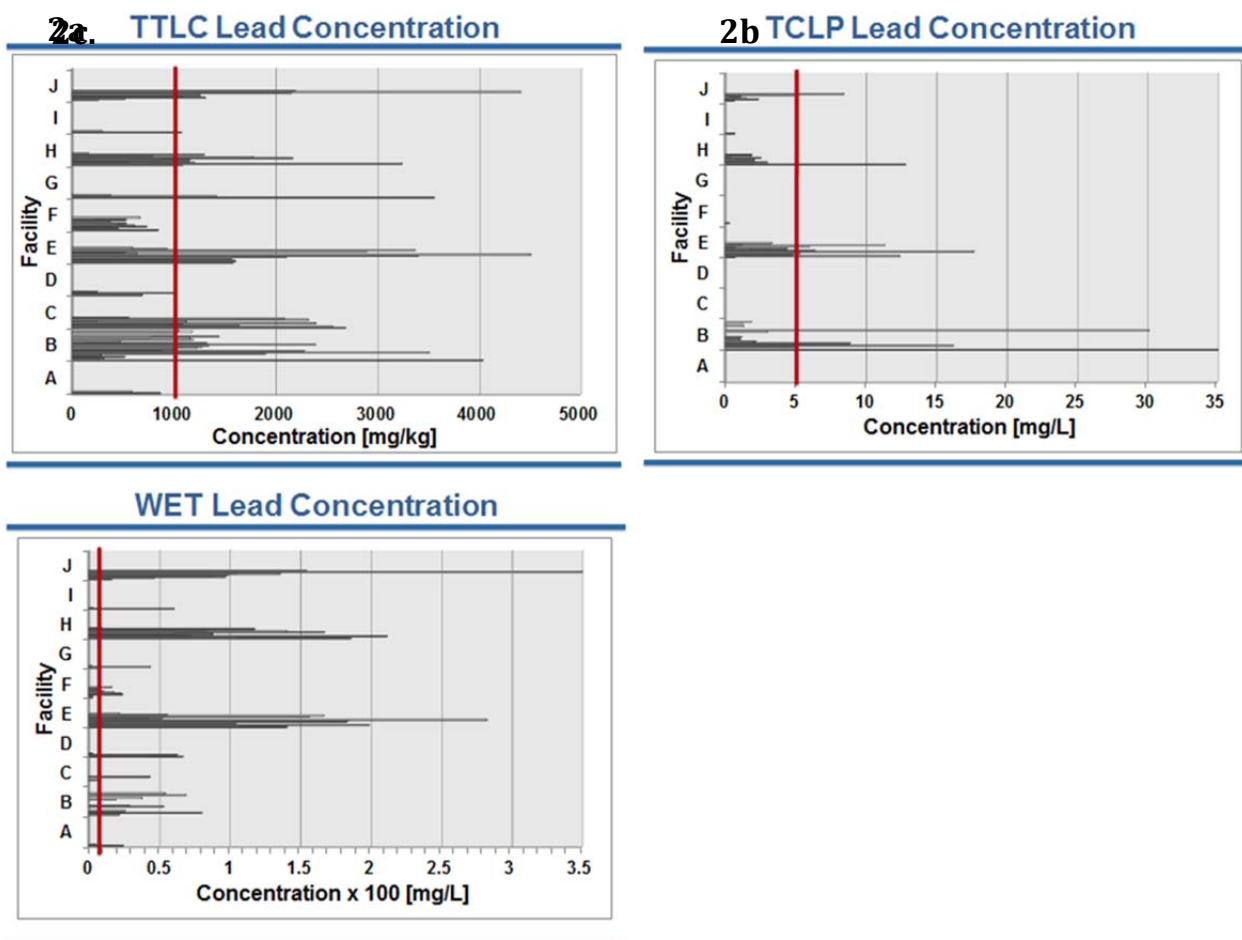 TTLC Lead Concentration
J
I
H
G
F
E
D
C
B
A
Facility
0 1000 2000 3000 4000 5000
Concentration [mg/kg]
2b TCLP Lead Concentration
J
I
H
G
F
E
D
C
B
A
Facility
0 5 10 15 20 25 30 35
Concentration [mg/L]
WET Lead Concentration
J
I
H
G
F
E
D
C
B
A
Facility
0 0.5 1 1.5 2 2.5 3 3.5
Concentration x 100 [mg/L]